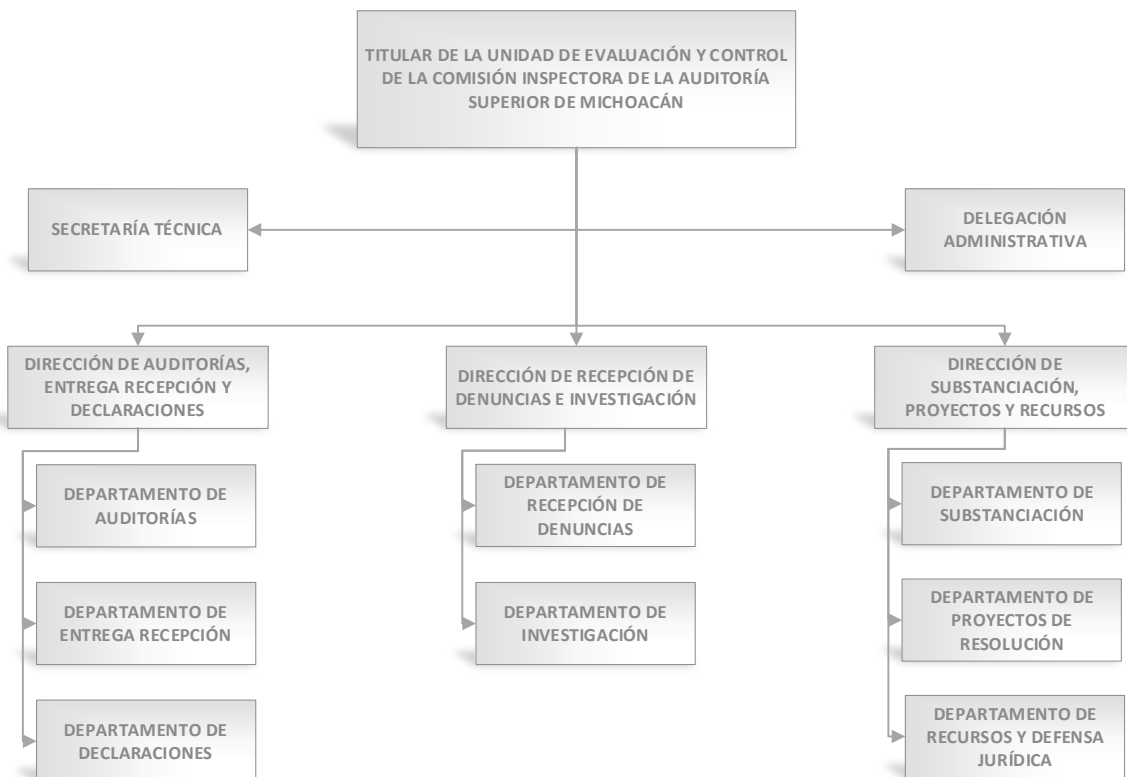 TITULAR DE LA UNIDAD DE EVALUACIÓN Y CONTROL
DE LA COMISIÓN INSPECTORA DE LA AUDITORÍA
SUPERIOR DE MICHOACÁN
SECRETARÍA TÉCNICA
DELEGACIÓN
ADMINISTRATIVA
DIRECCIÓN DE AUDITORÍAS,
ENTREGA RECEPCIÓN Y
DECLARACIONES
DIRECCIÓN DE RECEPCIÓN DE
DENUNCIAS E INVESTIGACIÓN
DIRECCIÓN DE
SUBSTANCIACIÓN,
PROYECTOS Y RECURSOS
DEPARTAMENTO DE
AUDITORÍAS
DEPARTAMENTO DE
RECEPCIÓN DE
DENUNCIAS
DEPARTAMENTO DE
SUBSTANCIACIÓN
DEPARTAMENTO DE
ENTREGA RECEPCIÓN
DEPARTAMENTO DE
INVESTIGACIÓN
DEPARTAMENTO DE
PROYECTOS DE
RESOLUCIÓN
DEPARTAMENTO DE
DECLARACIONES
DEPARTAMENTO DE
RECURSOS Y DEFENSA
JURÍDICA